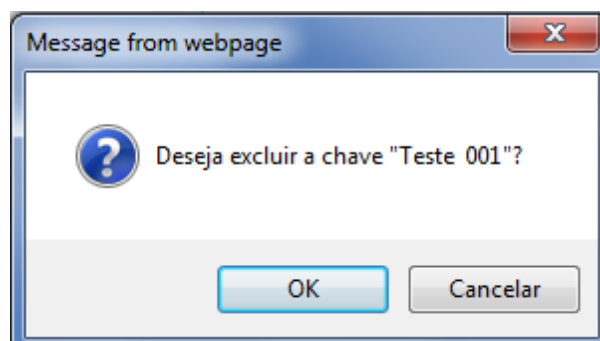 Message from webpage
Deseja excluir a chave "Teste 001"?
OK
Cancelar